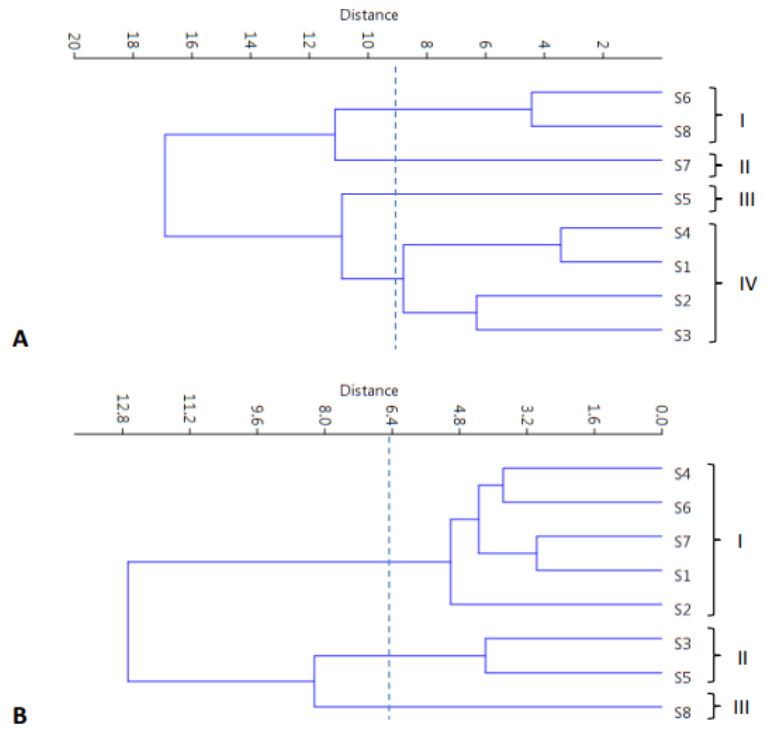 Distance
20 18 16 14 12 10 8 6 4 2
S6
S8
I
S7
II
S5
III
S4
S1
S2
S3
IV
A
Distance
12.8 11.2 9.6 8.0 6.4 4.8 3.2 1.6 0.0
S4
S6
S7
S1
S2
I
S3
S5
II
S8
III
B